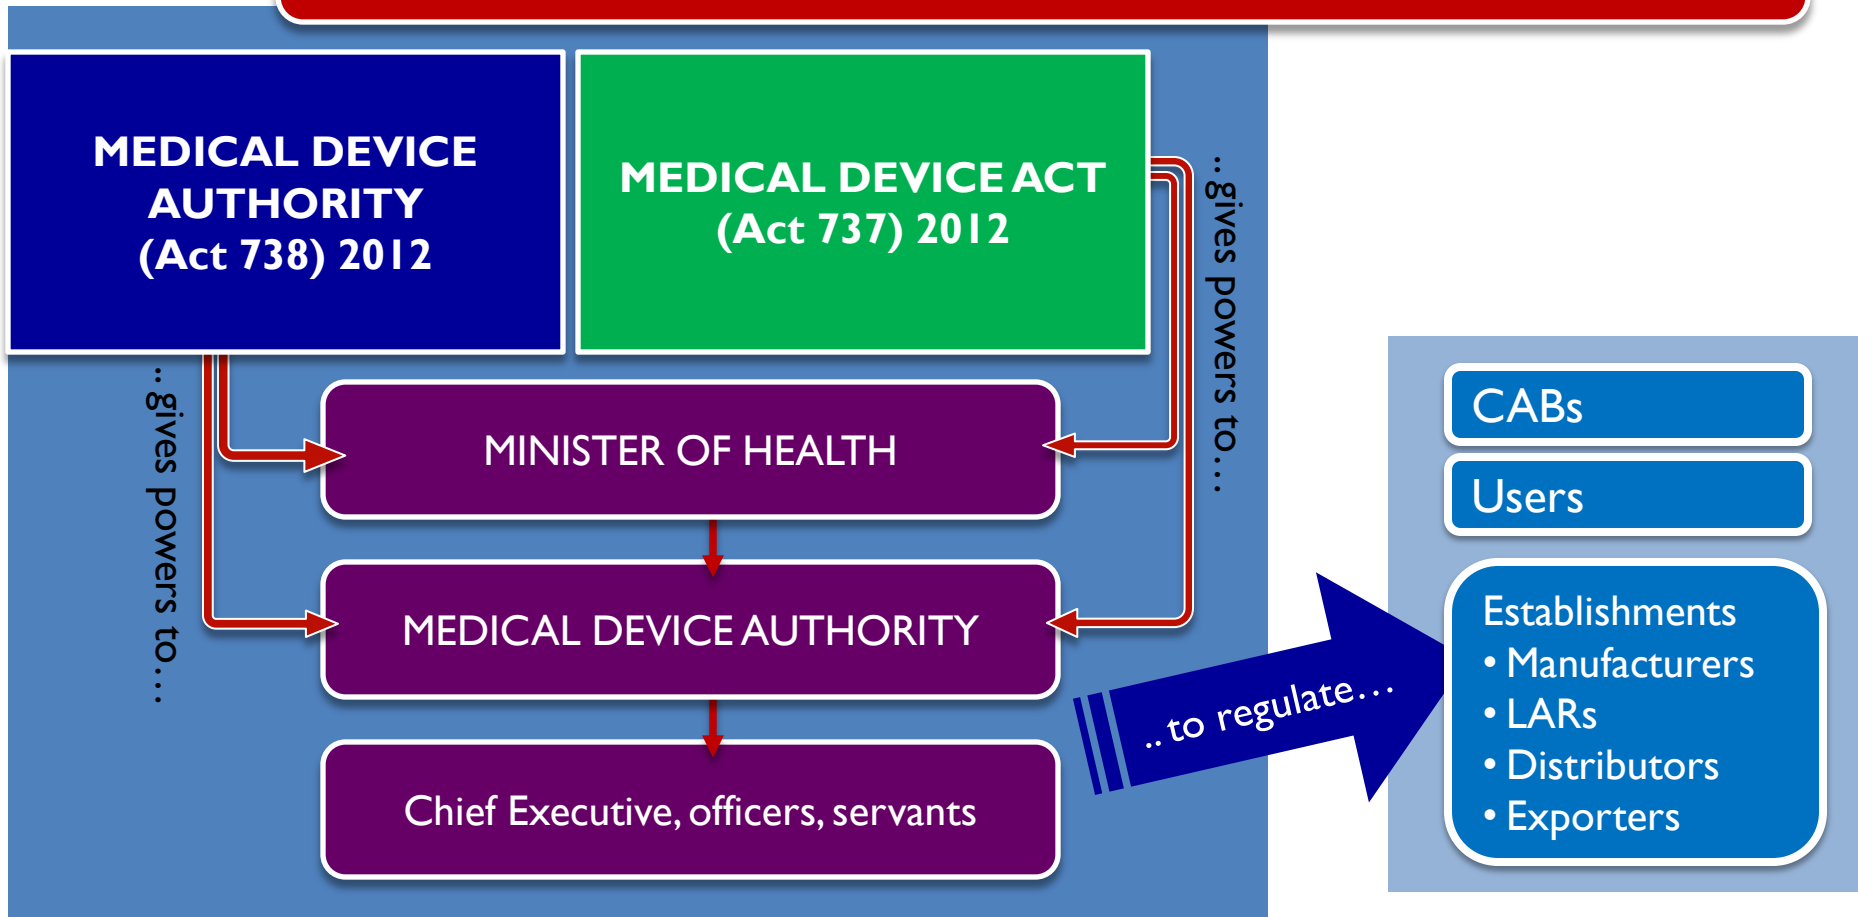 MEDICAL DEVICE
AUTHORITY
(Act 738) 2012
MEDICAL DEVICE ACT
(Act 737) 2012
..gives powers to….
..gives powers to….
MINISTER OF HEALTH
MEDICAL DEVICE AUTHORITY
Chief Executive, officers, servants
.. to regulate…
CABs
Users
Establishments
• Manufacturers
• LARs
• Distributors
• Exporters